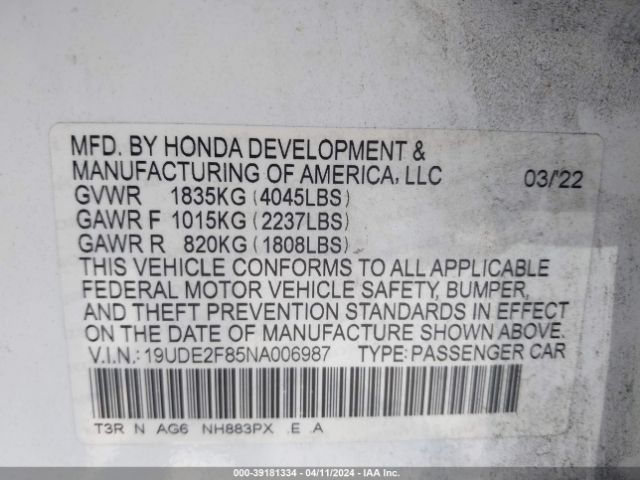 MFD. BY HONDA DEVELOPMENT &
MANUFACTURING OF AMERICA, LLC 03/'22
GVWR 1835KG (4045LBS)
GAWR F 1015KG (2237LBS)
GAWR R 820KG (1808LBS)
THIS VEHICLE CONFORMS TO ALL APPLICABLE
FEDERAL MOTOR VEHICLE SAFETY, BUMPER,
AND THEFT PREVENTION STANDARDS IN EFFECT
ON THE DATE OF MANUFACTURE SHOWN ABOVE.
V.I.N.: 19UDE2F85NA006987 TYPE: PASSENGER CAR
T3R N AG6 NH883PX .E .A
000-39181334 - 04/11/2024 - IAA Inc.